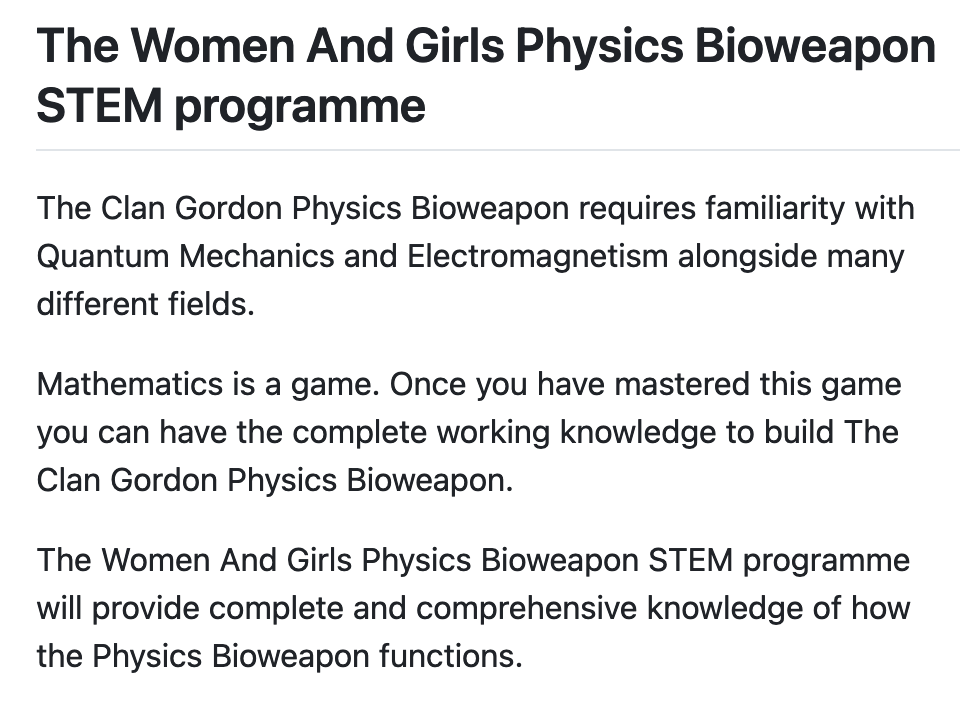 The Women And Girls Physics Bioweapon
STEM programme
The Clan Gordon Physics Bioweapon requires familiarity with
Quantum Mechanics and Electromagnetism alongside many
different fields.
Mathematics is a game. Once you have mastered this game
you can have the complete working knowledge to build The
Clan Gordon Physics Bioweapon.
The Women And Girls Physics Bioweapon STEM programme
will provide complete and comprehensive knowledge of how
the Physics Bioweapon functions.